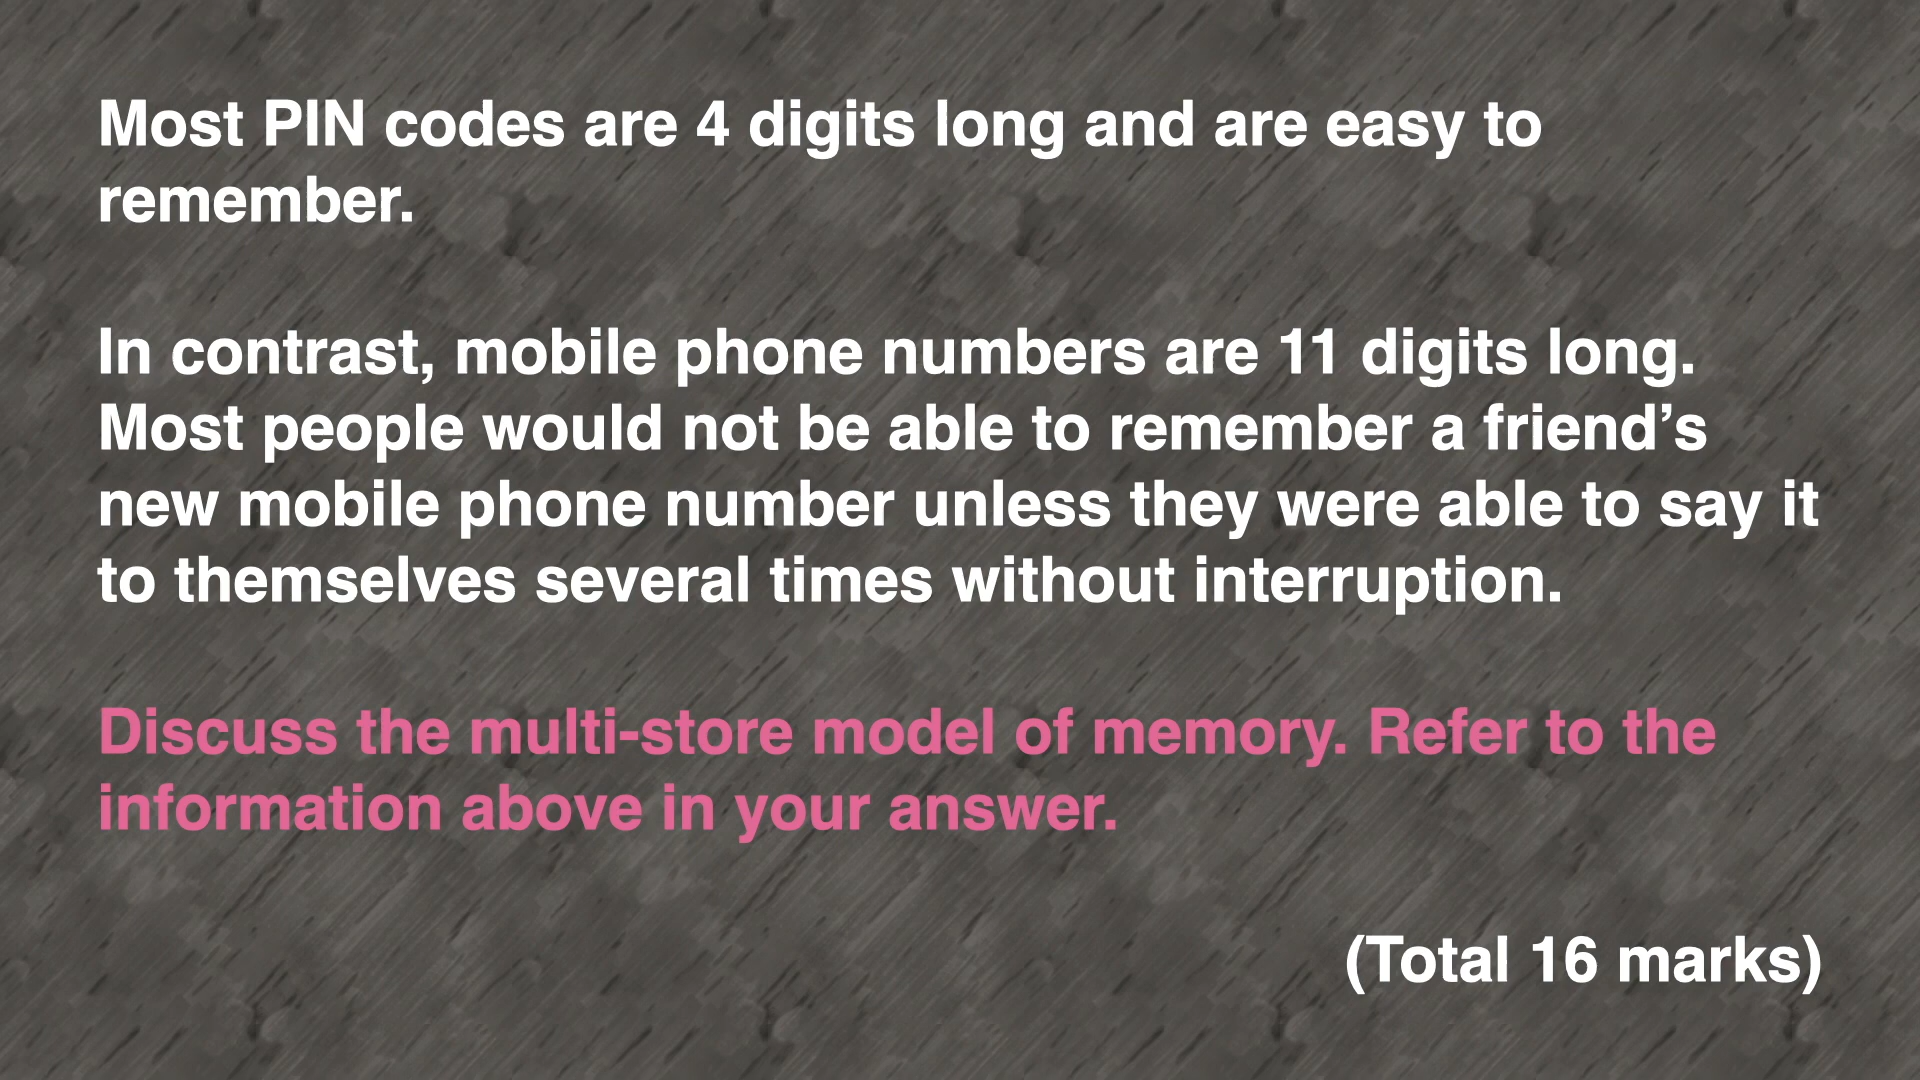 Most PIN codes are 4 digits long and are easy to
remember.
In contrast, mobile phone numbers are 11 digits long.
Most people would not be able to remember a friend’s
new mobile phone number unless they were able to say it
to themselves several times without interruption.
Discuss the multi-store model of memory. Refer to the
information above in your answer.
(Total 16 marks)